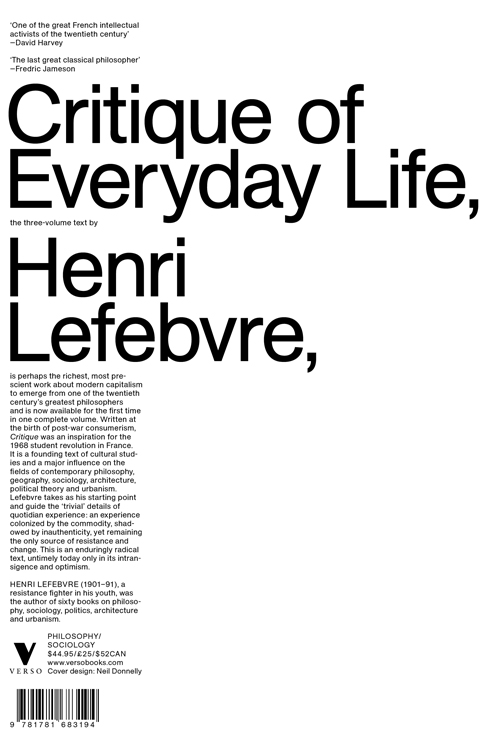 ‘One of the great French intellectual
activists of the twentieth century’
—David Harvey
‘The last great classical philosopher’
—Fredric Jameson
Critique of
Everyday Life,
the three-volume text by
Henri
Lefebvre,
is perhaps the richest, most pre-
scient work about modern capitalism
to emerge from one of the twentieth
century’s greatest philosophers
and is now available for the first time
in one complete volume. Written at
the birth of post-war consumerism,
Critique was an inspiration for the
1968 student revolution in France.
It is a founding text of cultural stud-
ies and a major influence on the
fields of contemporary philosophy,
geography, sociology, architecture,
political theory and urbanism.
Lefebvre takes as his starting point
and guide the ‘trivial’ details of
quotidian experience: an experience
colonized by the commodity, shad-
owed by inauthenticity, yet remaining
the only source of resistance and
change. This is an enduringly radical
text, untimely today only in its intran-
sigence and optimism.
HENRI LEFEBVRE (1901–91), a
resistance fighter in his youth, was
the author of sixty books on philoso-
phy, sociology, politics, architecture
and urbanism.
PHILOSOPHY/
SOCIOLOGY
$44.95/£25/$52CAN
www.versobooks.com
VERSO Cover design: Neil Donnelly
9 781781 683194